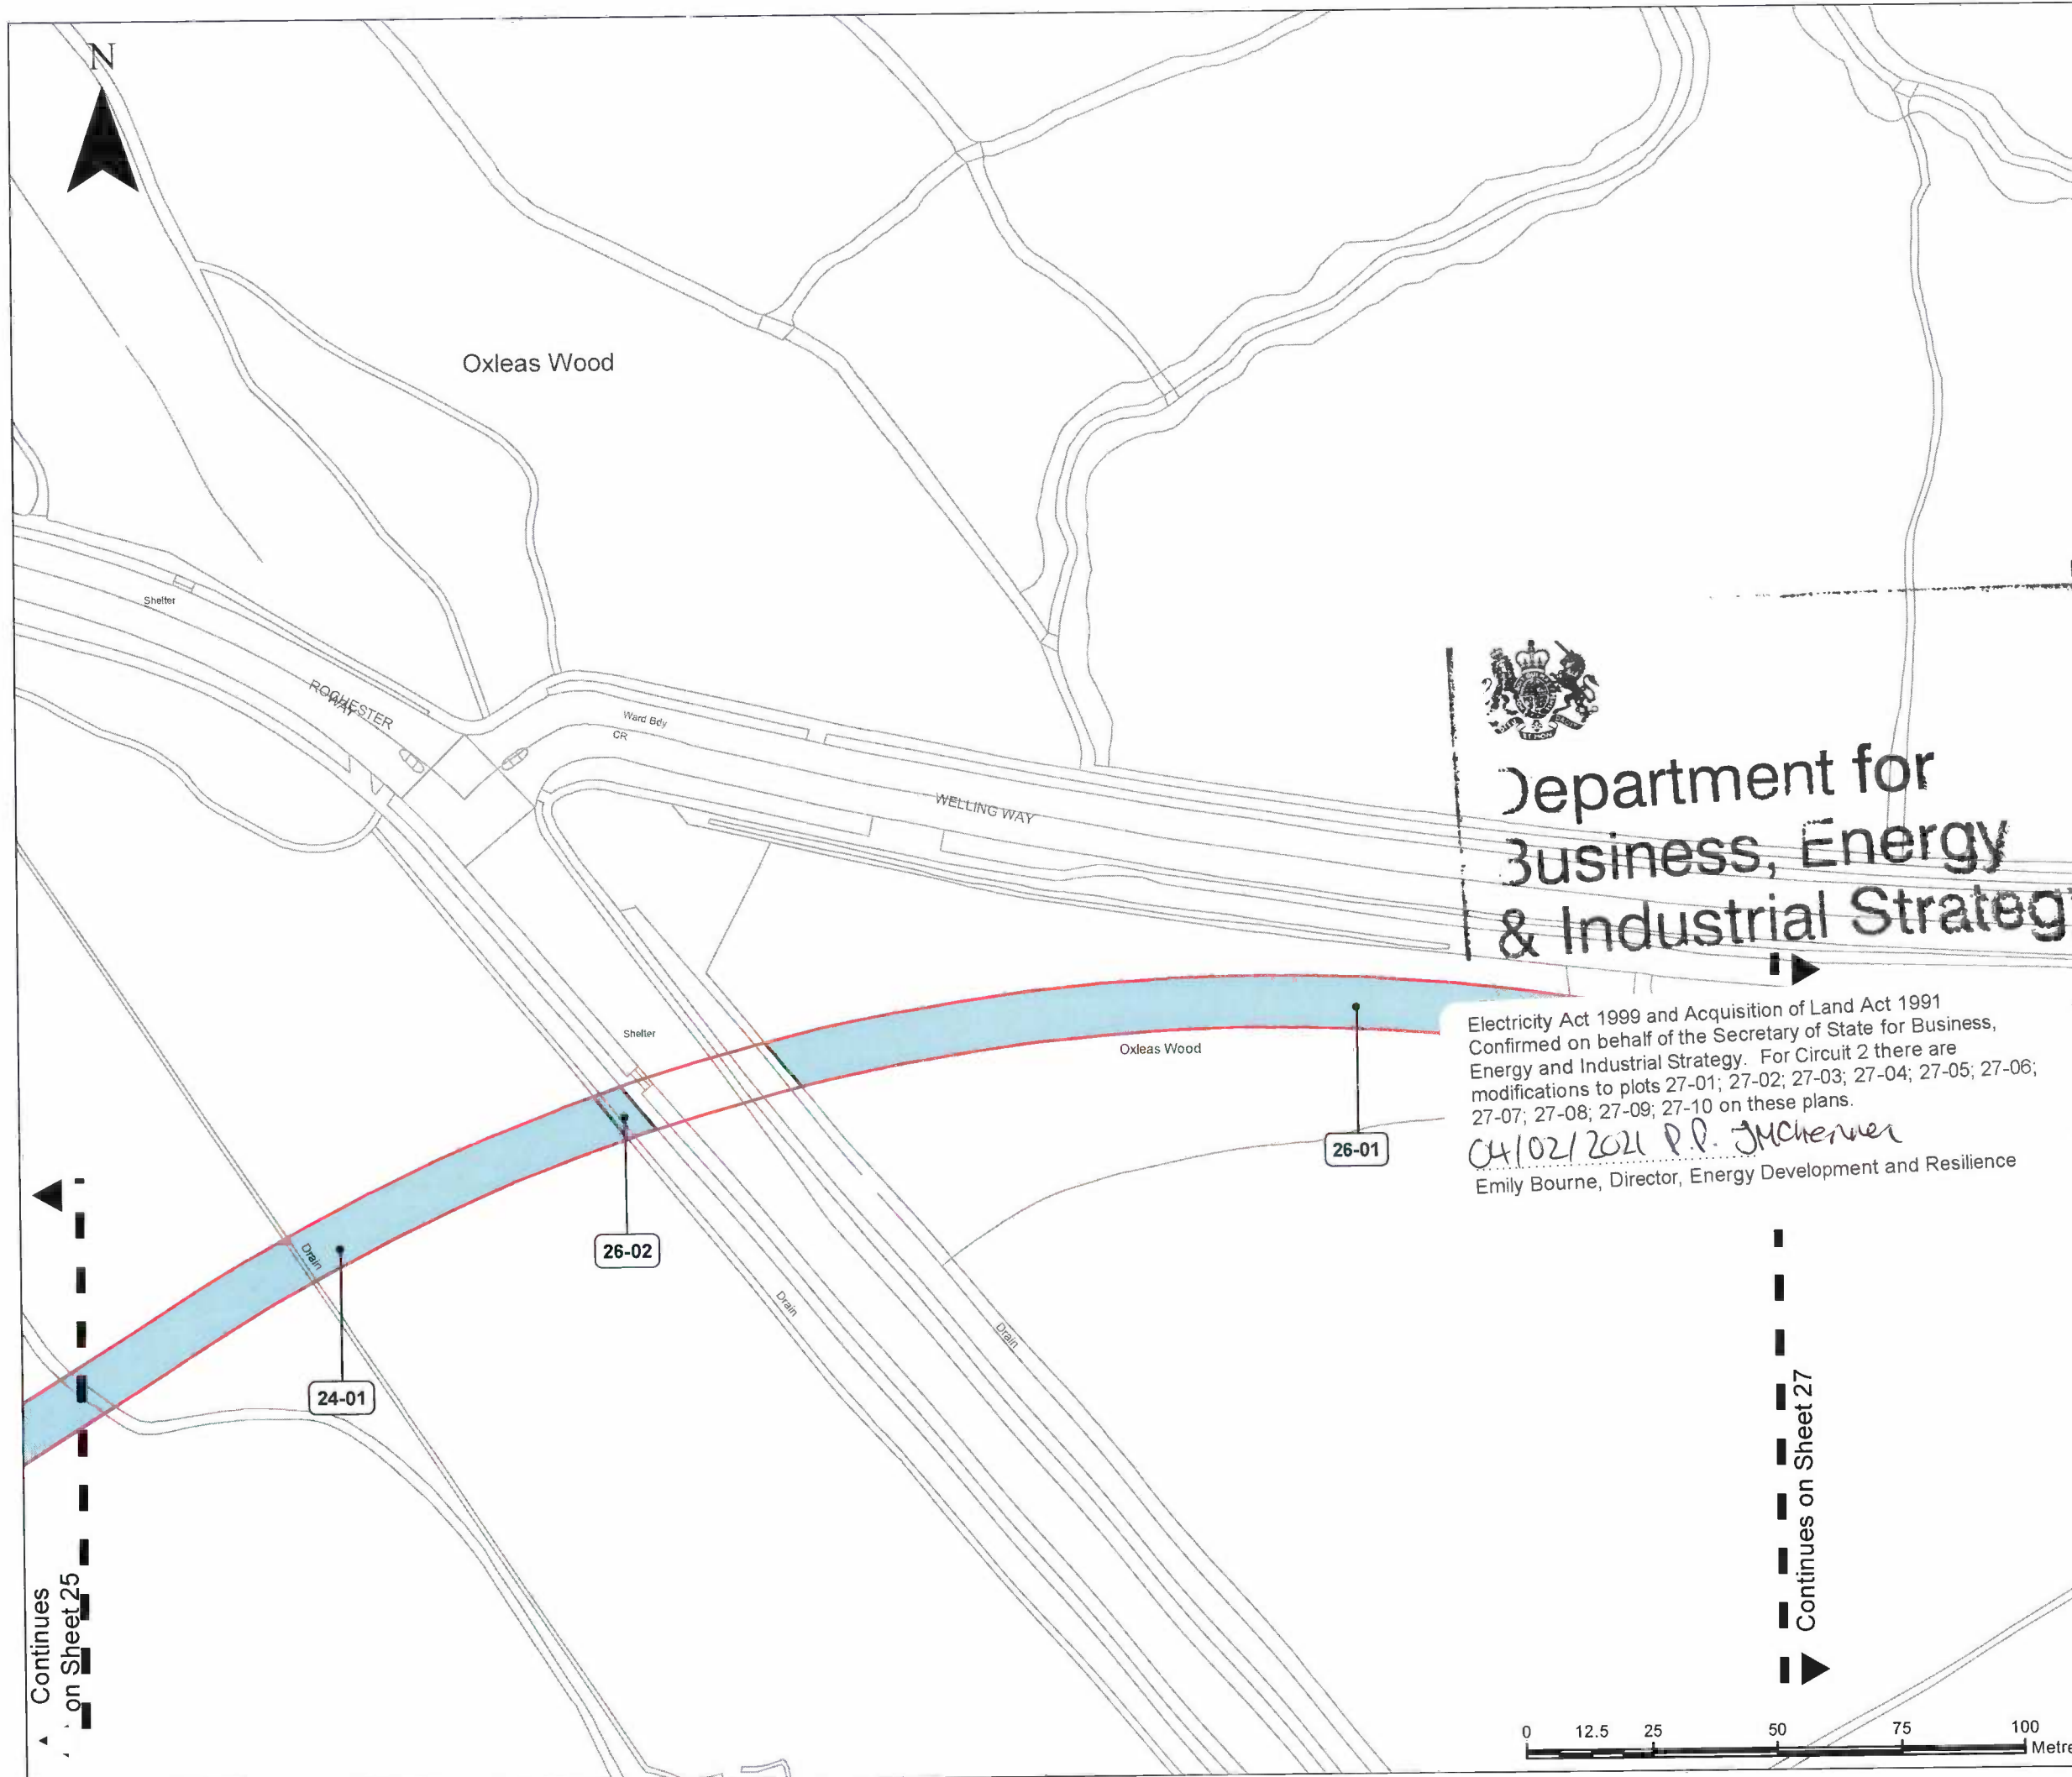 N
Oxleas Wood
Shelter
ROCHESTER
WAY
Ward Bdy
CR
WELLING WAY
Department for
Business, Energy
& Industrial Strateg
Electricity Act 1999 and Acquisition of Land Act 1991
Confirmed on behalf of the Secretary of State for Business,
Energy and Industrial Strategy. For Circuit 2 there are
modifications to plots 27-01; 27-02; 27-03; 27-04; 27-05; 27-06;
27-07; 27-08; 27-09; 27-10 on these plans.
04/02/2021 P.P.
Emily Bourne, Director, Energy Development and Resilience
Shelter
Oxleas Wood
26-01
26-02
Drain
24-01
Drain
Drain
Continues
on Sheet 25
Continues on Sheet 27
0 12.5 25 50 75 100
Metre